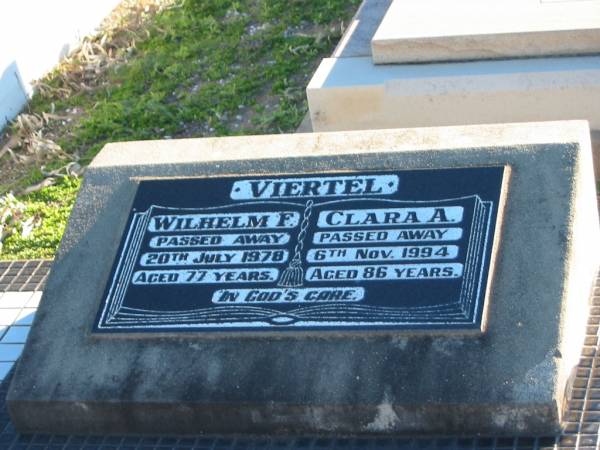 · VIERTEL ·
WILHELM F.
PASSED AWAY
20TH JULY 1978
AGED 77 YEARS.
CLARA A.
PASSED AWAY
6TH NOV. 1994
AGED 86 YEARS.
IN GOD'S CARE.